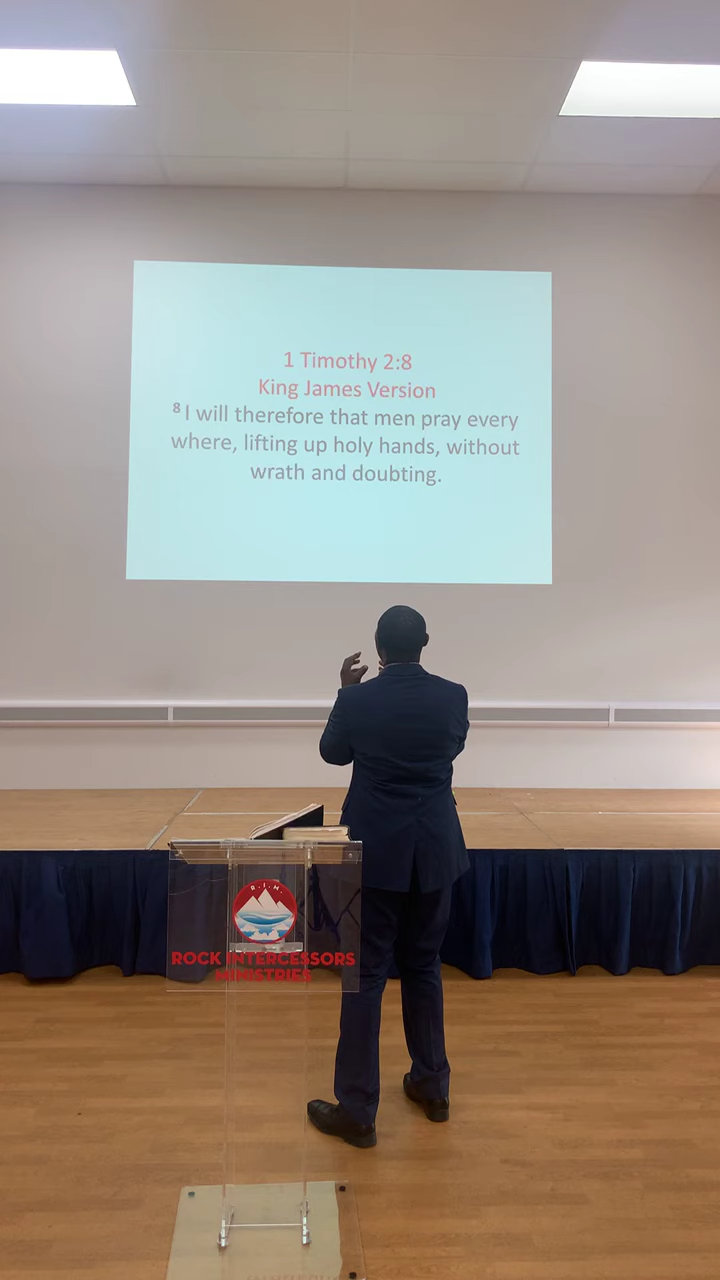 1 Timothy 2:8
King James Version
⁸ I will therefore that men pray every
where, lifting up holy hands, without
wrath and doubting.
R.I.M.
ROCK INTERCESSORS
MINISTRIES